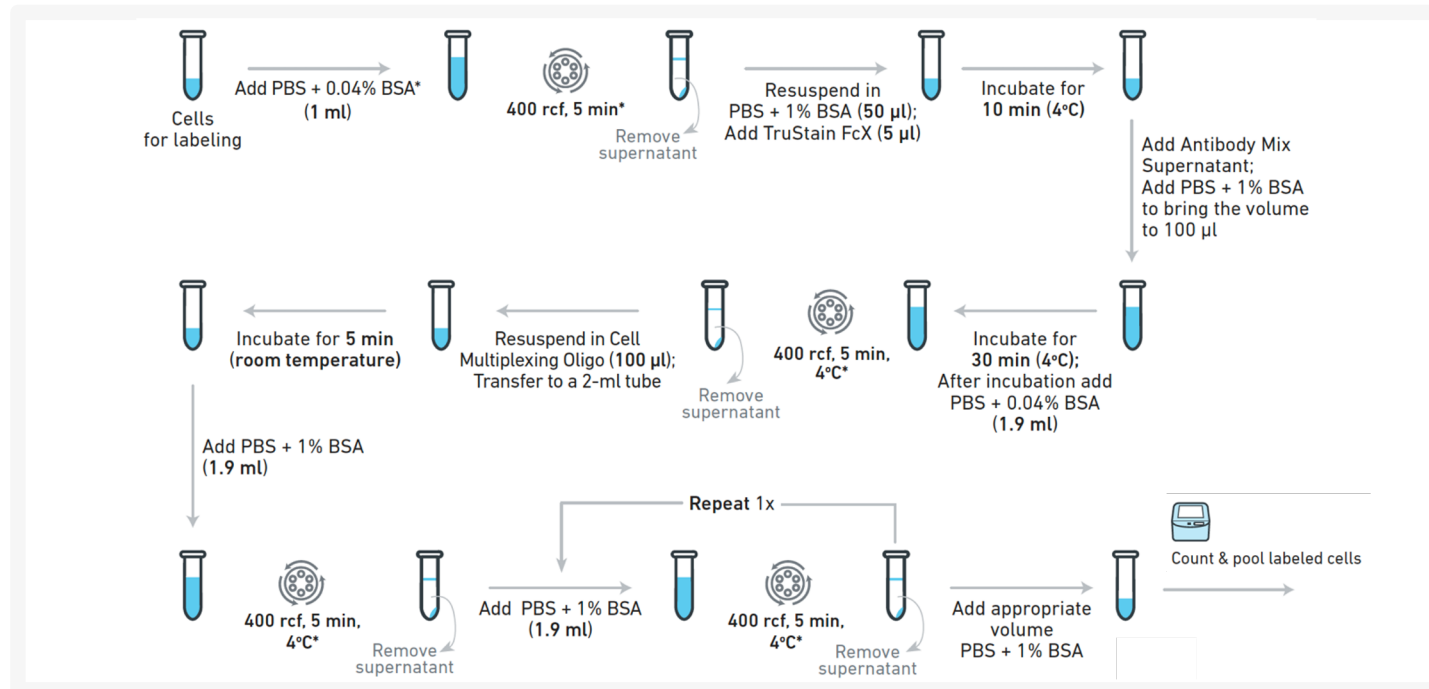 Cells
for labeling
Add PBS + 0.04% BSA*
(1 ml)
400 rcf, 5 min*
Remove
supernatant
Resuspend in
PBS + 1% BSA (50 µl);
Add TruStain FcX (5 µl)
Incubate for
10 min (4ºC)
Add Antibody Mix
Supernatant;
Add PBS + 1% BSA
to bring the volume
to 100 µl
Incubate for
30 min (4ºC);
After incubation add
PBS + 0.04% BSA
(1.9 ml)
400 rcf, 5 min,
4ºC*
Remove
supernatant
Resuspend in Cell
Multiplexing Oligo (100 µl);
Transfer to a 2-ml tube
Incubate for 5 min
(room temperature)
Add PBS + 1% BSA
(1.9 ml)
400 rcf, 5 min,
4ºC*
Remove
supernatant
Add PBS + 1% BSA
(1.9 ml)
Repeat 1x
400 rcf, 5 min,
4ºC*
Remove
supernatant
Add appropriate
volume
PBS + 1% BSA
Count & pool labeled cells